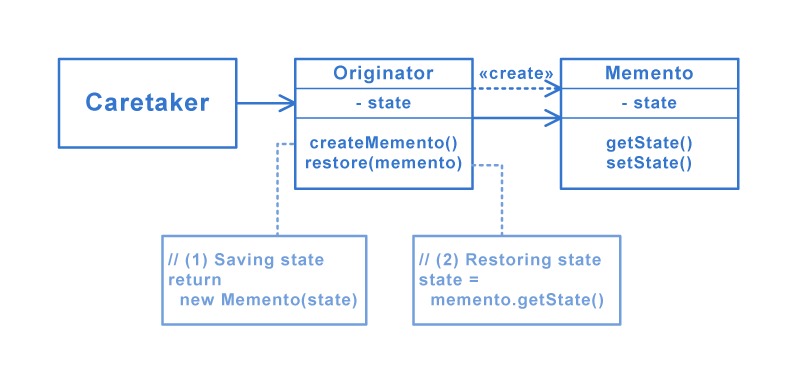 Caretaker
Originator
- state
createMemento()
restore(memento)
«create»
Memento
- state
getState()
setState()
// (1) Saving state
return
new Memento(state)
// (2) Restoring state
state =
memento.getState()